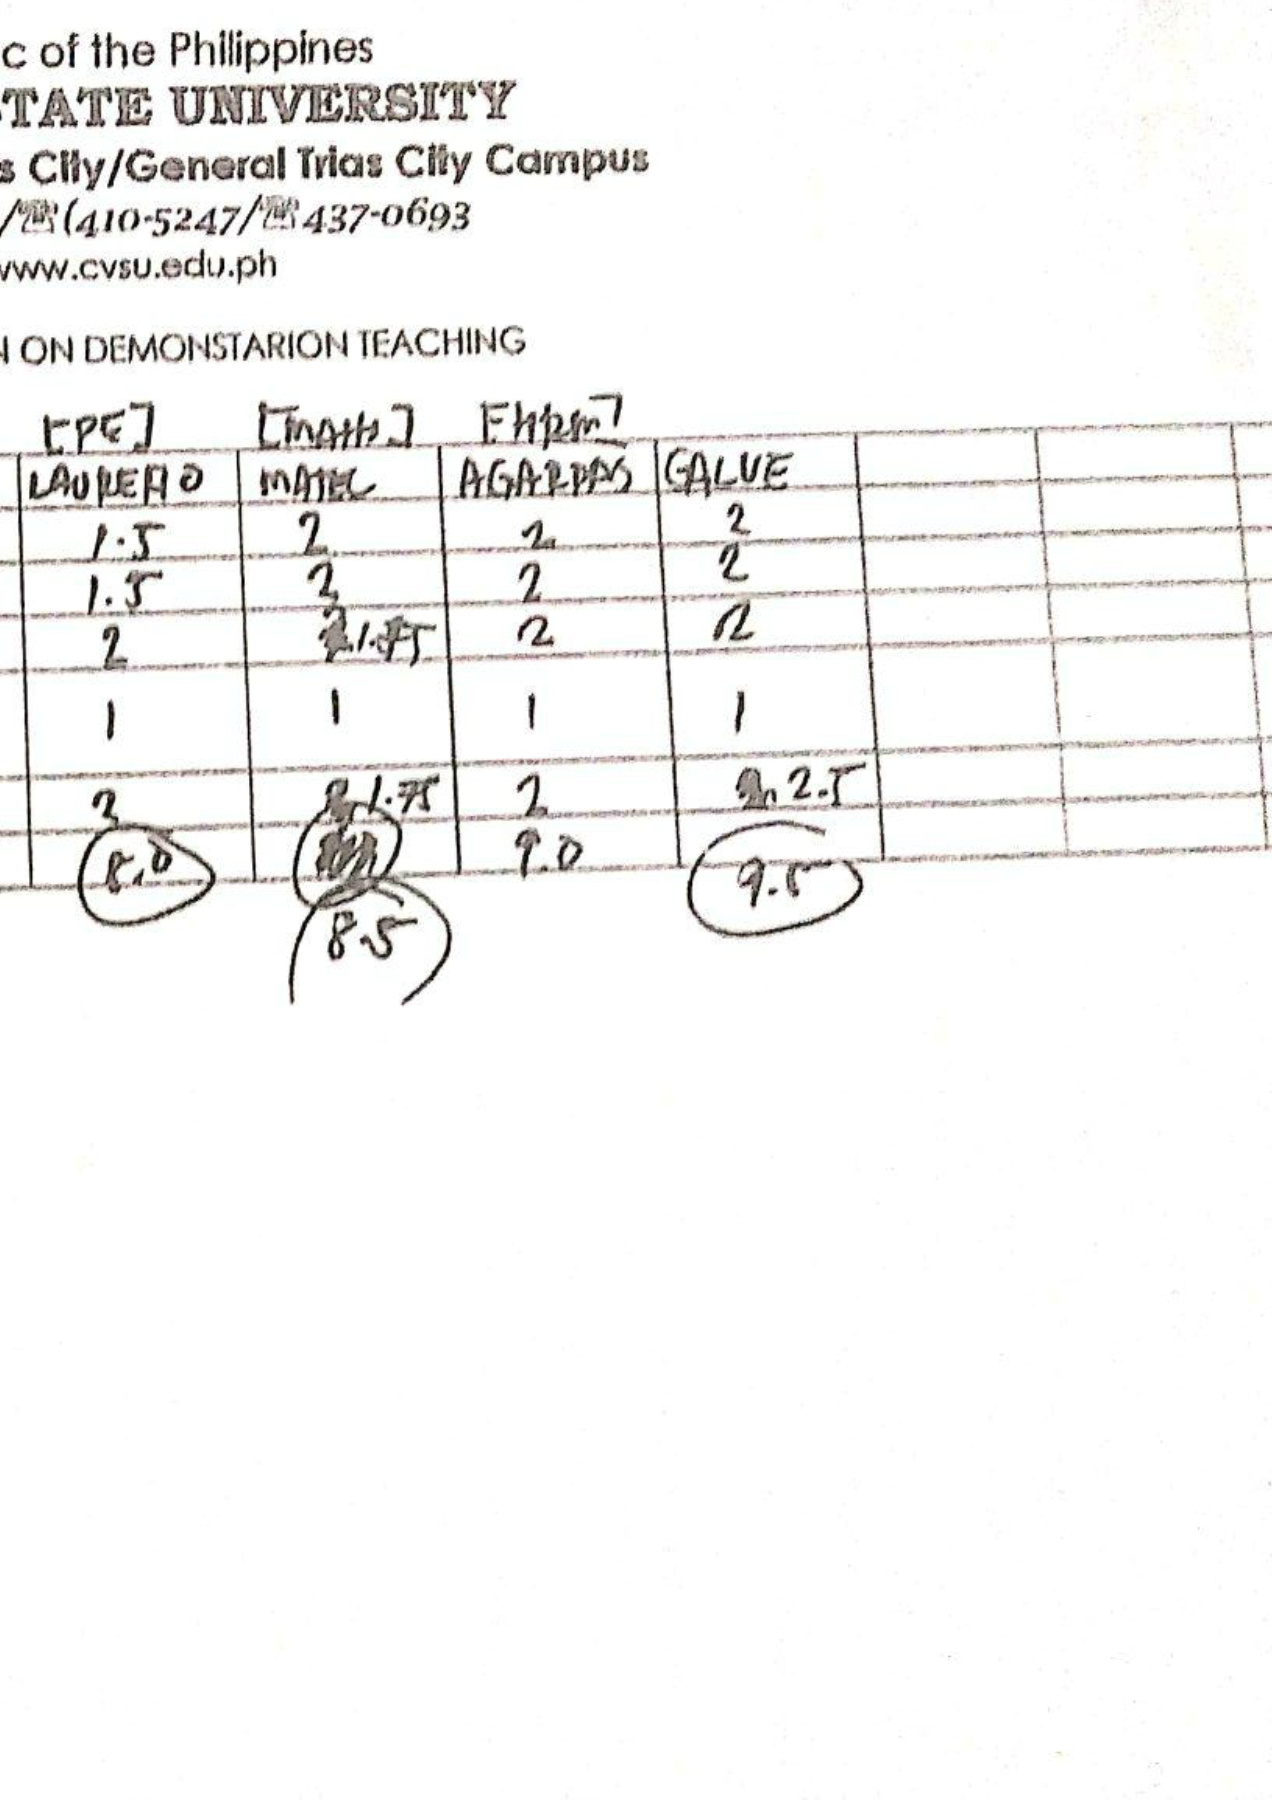 c of the Philippines
STATE UNIVERSITY
s City/General Trias City Campus
/☏(410-5247/☏437-0693
www.cvsu.edu.ph
N ON DEMONSTARION TEACHING
[PE] [MATH] [HRM]
MATEL AGARPAS GALVE
1.5 2 2 2
1.5 2 2 2
2 1.75 2 2
1 1 1 1
2 1.75 2 2.5
8.0 9.0 9.5
8.5